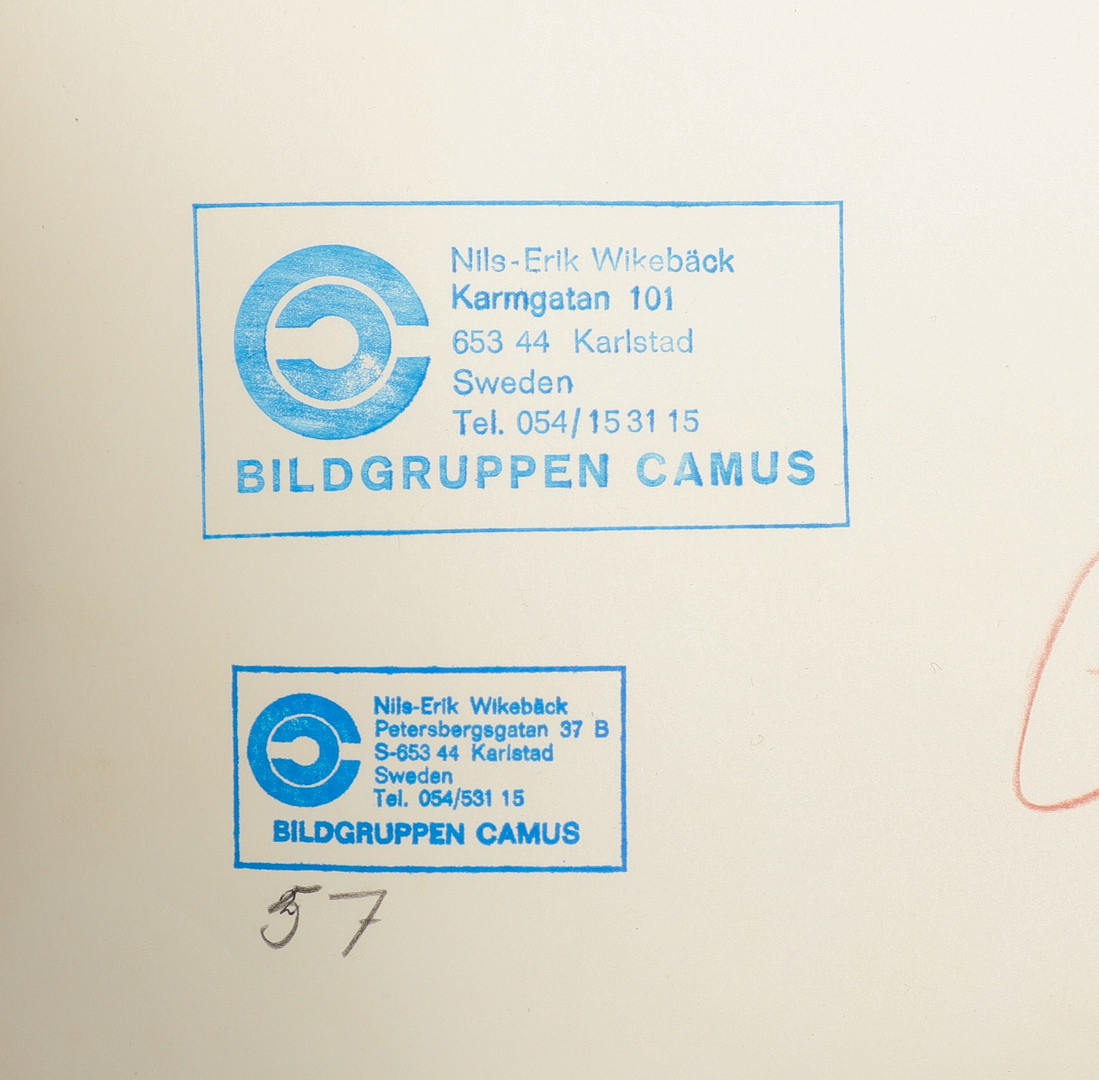 Nils-Erik Wikebäck
Karmgatan 101
653 44 Karlstad
Sweden
Tel. 054/15 31 15
BILDGRUPPEN CAMUS
Nils-Erik Wikebäck
Petersbergsgatan 37 B
S-653 44 Karlstad
Sweden
Tel. 054/531 15
BILDGRUPPEN CAMUS
57